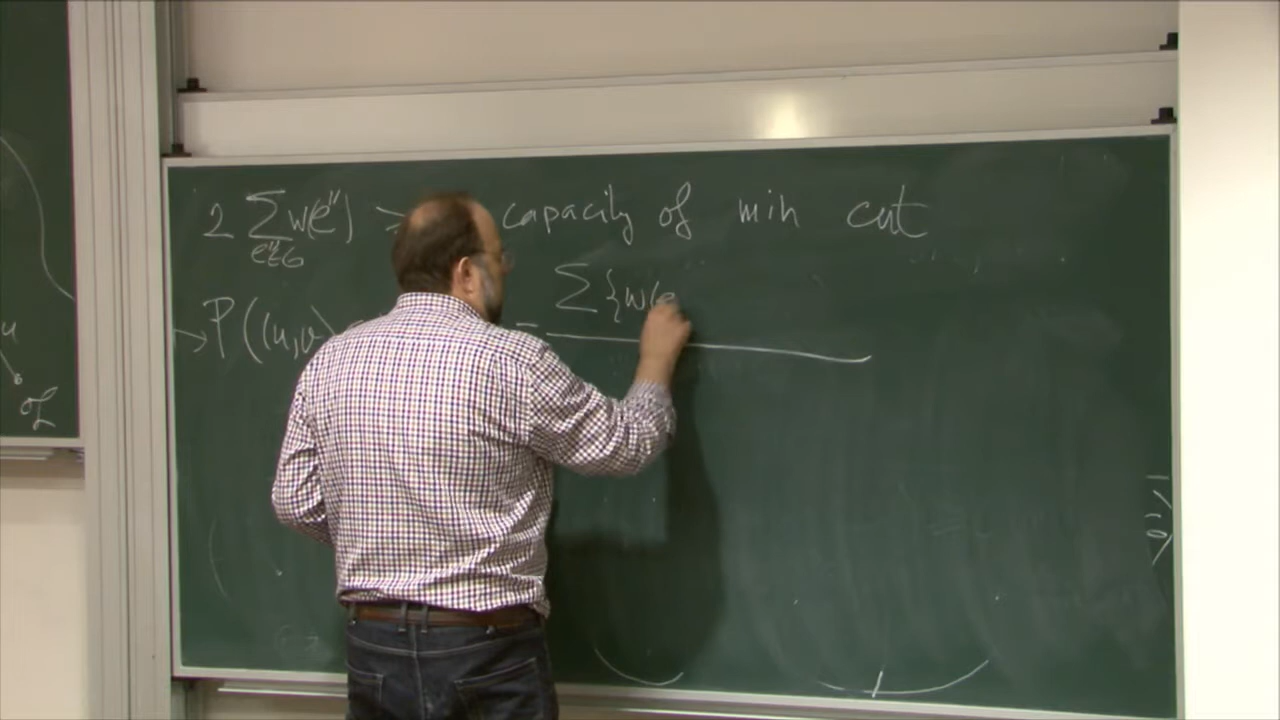 2 ∑ w(e'') > capacity of min cut
e''∈G
→ P((u,v) = ∑ {w(e
u